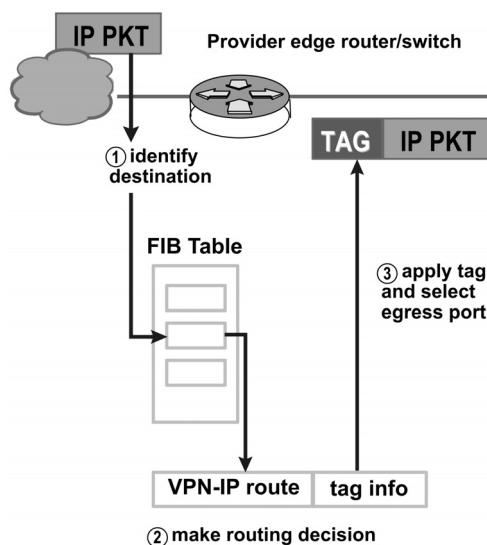 IP PKT
Provider edge router/switch
TAG IP PKT
① identify
destination
FIB Table
③ apply tag
and select
egress port
VPN-IP route tag info
② make routing decision